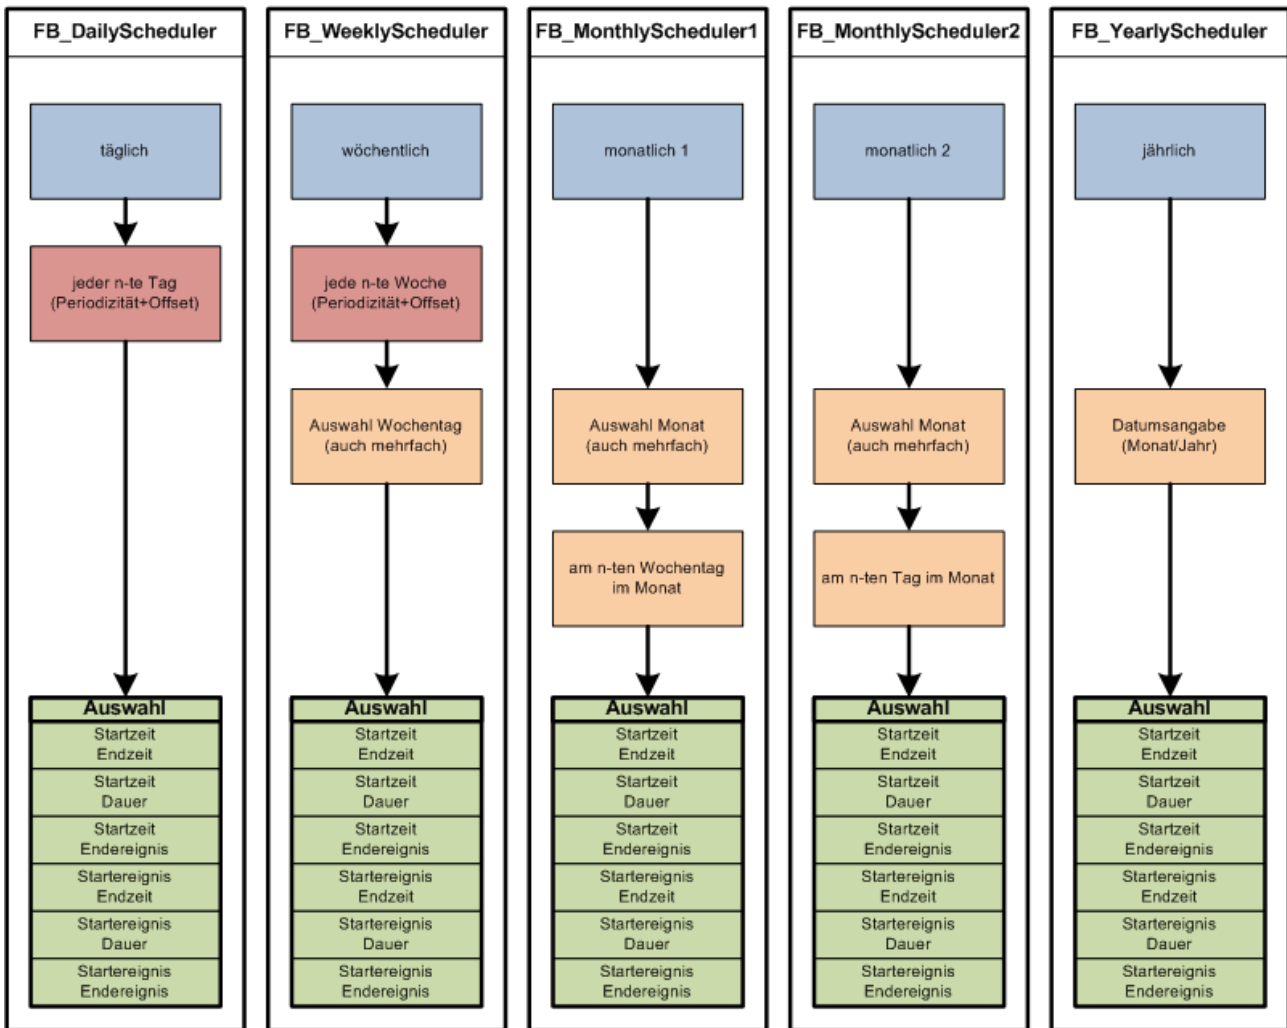 FB_DailyScheduler
täglich
jeder n-te Tag
(Periodizität+Offset)
Auswahl
Startzeit
Endzeit
Startzeit
Dauer
Startzeit
Endereignis
Startereignis
Endzeit
Startereignis
Dauer
Startereignis
Endereignis
FB_WeeklyScheduler
wöchentlich
jede n-te Woche
(Periodizität+Offset)
Auswahl Wochentag
(auch mehrfach)
Auswahl
Startzeit
Endzeit
Startzeit
Dauer
Startzeit
Endereignis
Startereignis
Endzeit
Startereignis
Dauer
Startereignis
Endereignis
FB_MonthlyScheduler1
monatlich 1
Auswahl Monat
(auch mehrfach)
am n-ten Wochentag
im Monat
Auswahl
Startzeit
Endzeit
Startzeit
Dauer
Startzeit
Endereignis
Startereignis
Endzeit
Startereignis
Dauer
Startereignis
Endereignis
FB_MonthlyScheduler2
monatlich 2
Auswahl Monat
(auch mehrfach)
am n-ten Tag im Monat
Auswahl
Startzeit
Endzeit
Startzeit
Dauer
Startzeit
Endereignis
Startereignis
Endzeit
Startereignis
Dauer
Startereignis
Endereignis
FB_YearlyScheduler
jährlich
Datumsangabe
(Monat/Jahr)
Auswahl
Startzeit
Endzeit
Startzeit
Dauer
Startzeit
Endereignis
Startereignis
Endzeit
Startereignis
Dauer
Startereignis
Endereignis